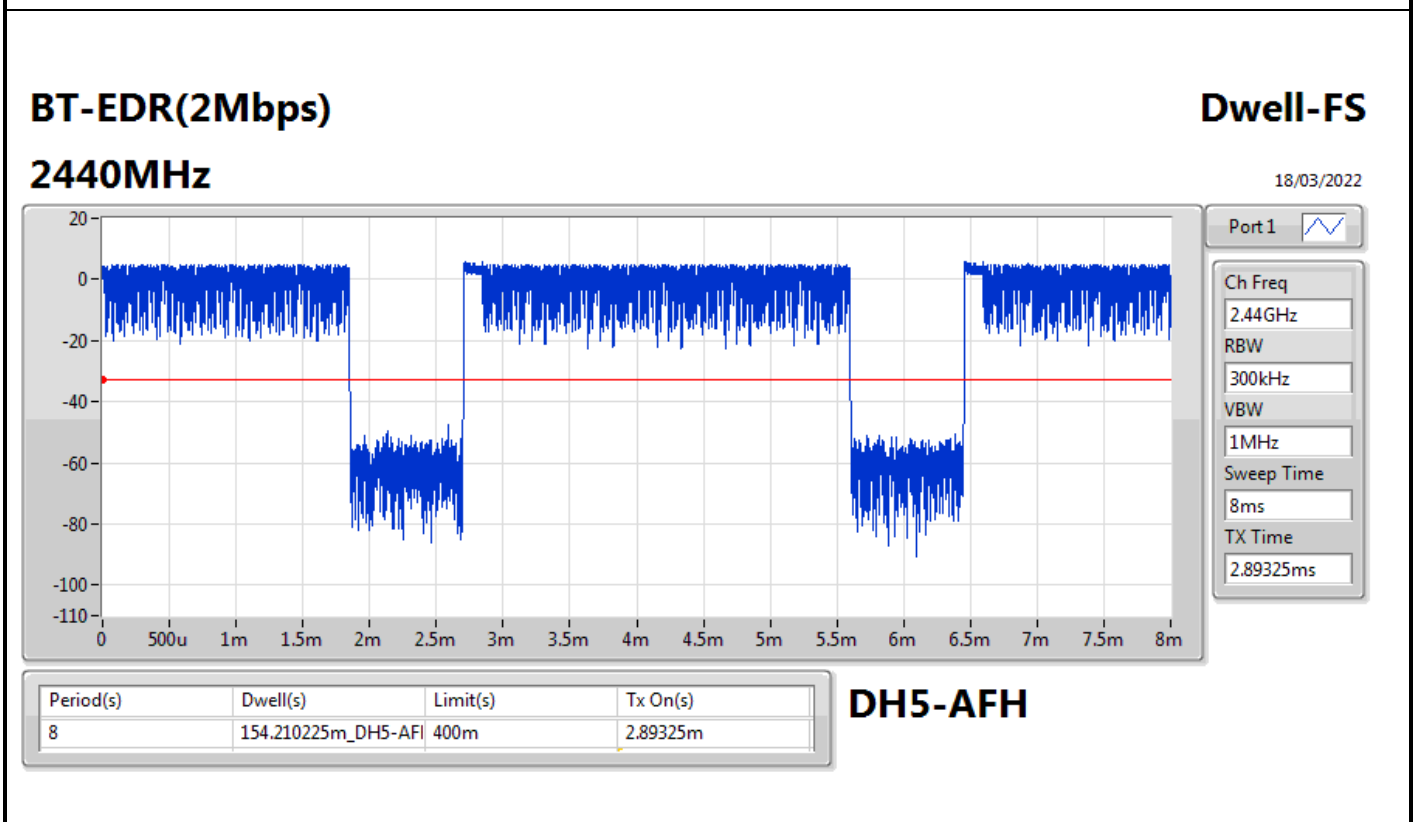 BT-EDR(2Mbps)
Dwell-FS
2440MHz
18/03/2022
20
0
-20
-40
-60
-80
-100
-110
0 500u 1m 1.5m 2m 2.5m 3m 3.5m 4m 4.5m 5m 5.5m 6m 6.5m 7m 7.5m 8m
Port 1
Ch Freq
2.44GHz
RBW
300kHz
VBW
1MHz
Sweep Time
8ms
TX Time
2.89325ms
Period(s) Dwell(s) Limit(s) Tx On(s)
8 154.210225m_DH5-AFH 400m 2.89325m
DH5-AFH